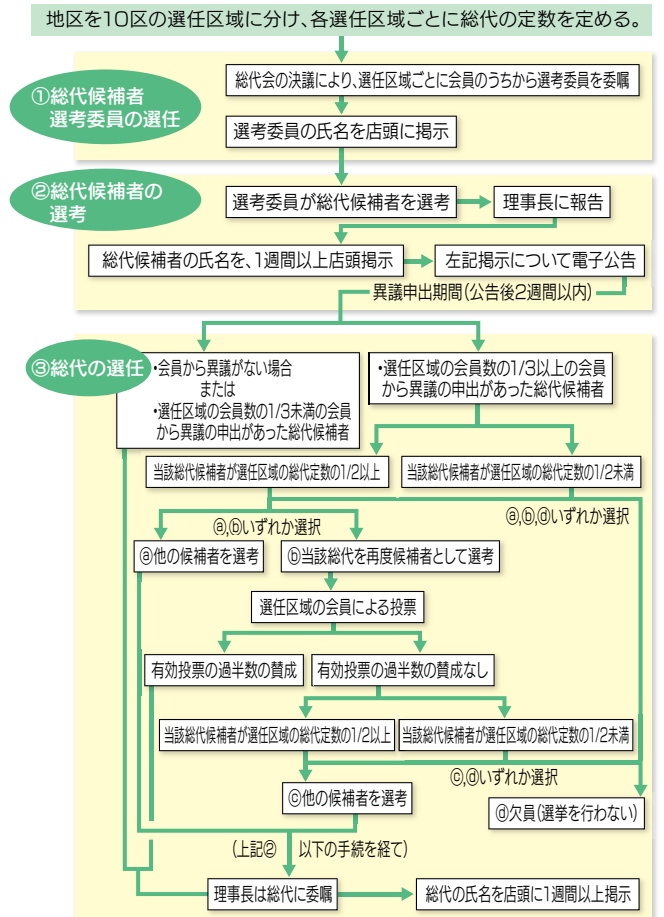 地区を10区の選任区域に分け、各選任区域ごとに総代の定数を定める。
①総代候補者
選考委員の選任
総代会の決議により、選任区域ごとに会員のうちから選考委員を委嘱
選考委員の氏名を店頭に掲示
②総代候補者の
選考
選考委員が総代候補者を選考
理事長に報告
総代候補者の氏名を、1週間以上店頭掲示
左記掲示について電子公告
異議申出期間(公告後2週間以内)
③総代の選任
・会員から異議がない場合
または
・選任区域の会員数の1/3未満の会員
から異議の申出があった総代候補者
・選任区域の会員数の1/3以上の会員
から異議の申出があった総代候補者
当該総代候補者が選任区域の総代定数の1/2以上
当該総代候補者が選任区域の総代定数の1/2未満
ⓐ,ⓑいずれか選択
ⓐ,ⓑ,ⓓいずれか選択
ⓐ他の候補者を選考
ⓑ当該総代を再度候補者として選考
選任区域の会員による投票
有効投票の過半数の賛成
有効投票の過半数の賛成なし
当該総代候補者が選任区域の総代定数の1/2以上
当該総代候補者が選任区域の総代定数の1/2未満
ⓒ,ⓓいずれか選択
ⓒ他の候補者を選考
ⓓ欠員(選挙を行わない)
(上記② 以下の手続を経て)
理事長は総代に委嘱
総代の氏名を店頭に1週間以上掲示